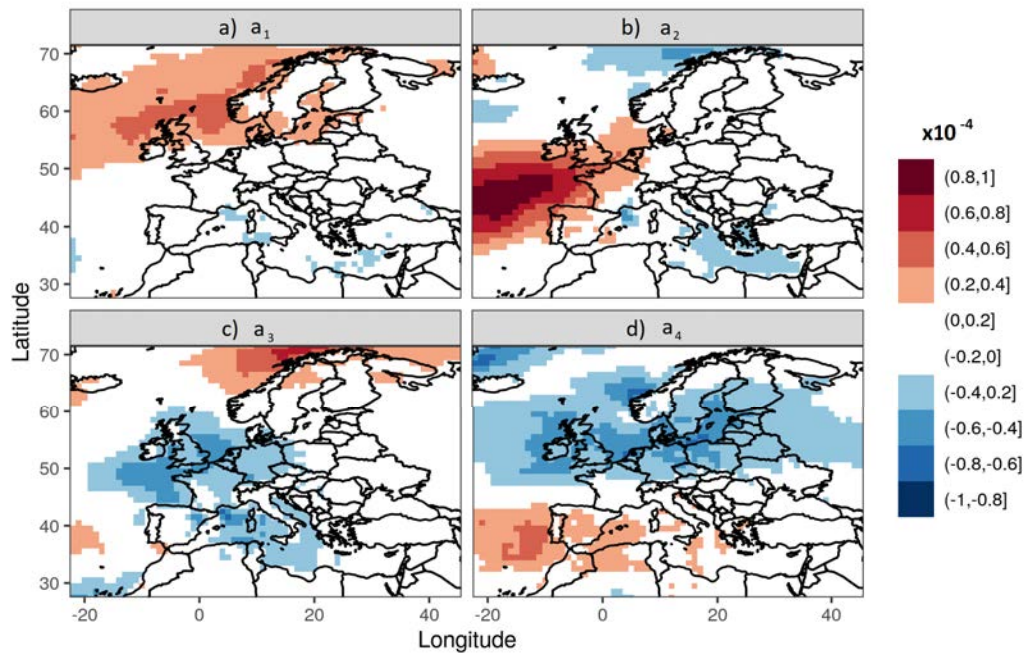 a) a₁
b) a₂
70
60
50
40
30
c) a₃
d) a₄
70
60
50
40
30
-20 0 20 40
-20 0 20 40
Latitude
Longitude
x10⁻⁴
(0.8,1]
(0.6,0.8]
(0.4,0.6]
(0.2,0.4]
(0,0.2]
(-0.2,0]
(-0.4,0.2]
(-0.6,-0.4]
(-0.8,-0.6]
(-1,-0.8]